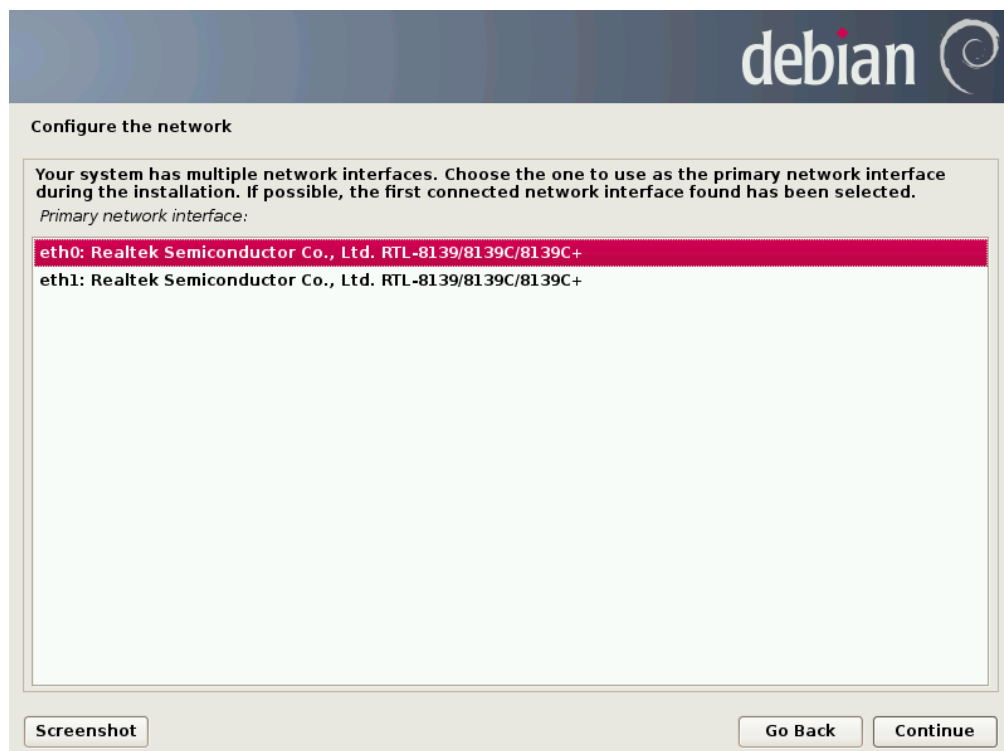 debian
Configure the network
Your system has multiple network interfaces. Choose the one to use as the primary network interface
during the installation. If possible, the first connected network interface found has been selected.
Primary network interface:
eth0: Realtek Semiconductor Co., Ltd. RTL-8139/8139C/8139C+
eth1: Realtek Semiconductor Co., Ltd. RTL-8139/8139C/8139C+
Screenshot
Go Back
Continue